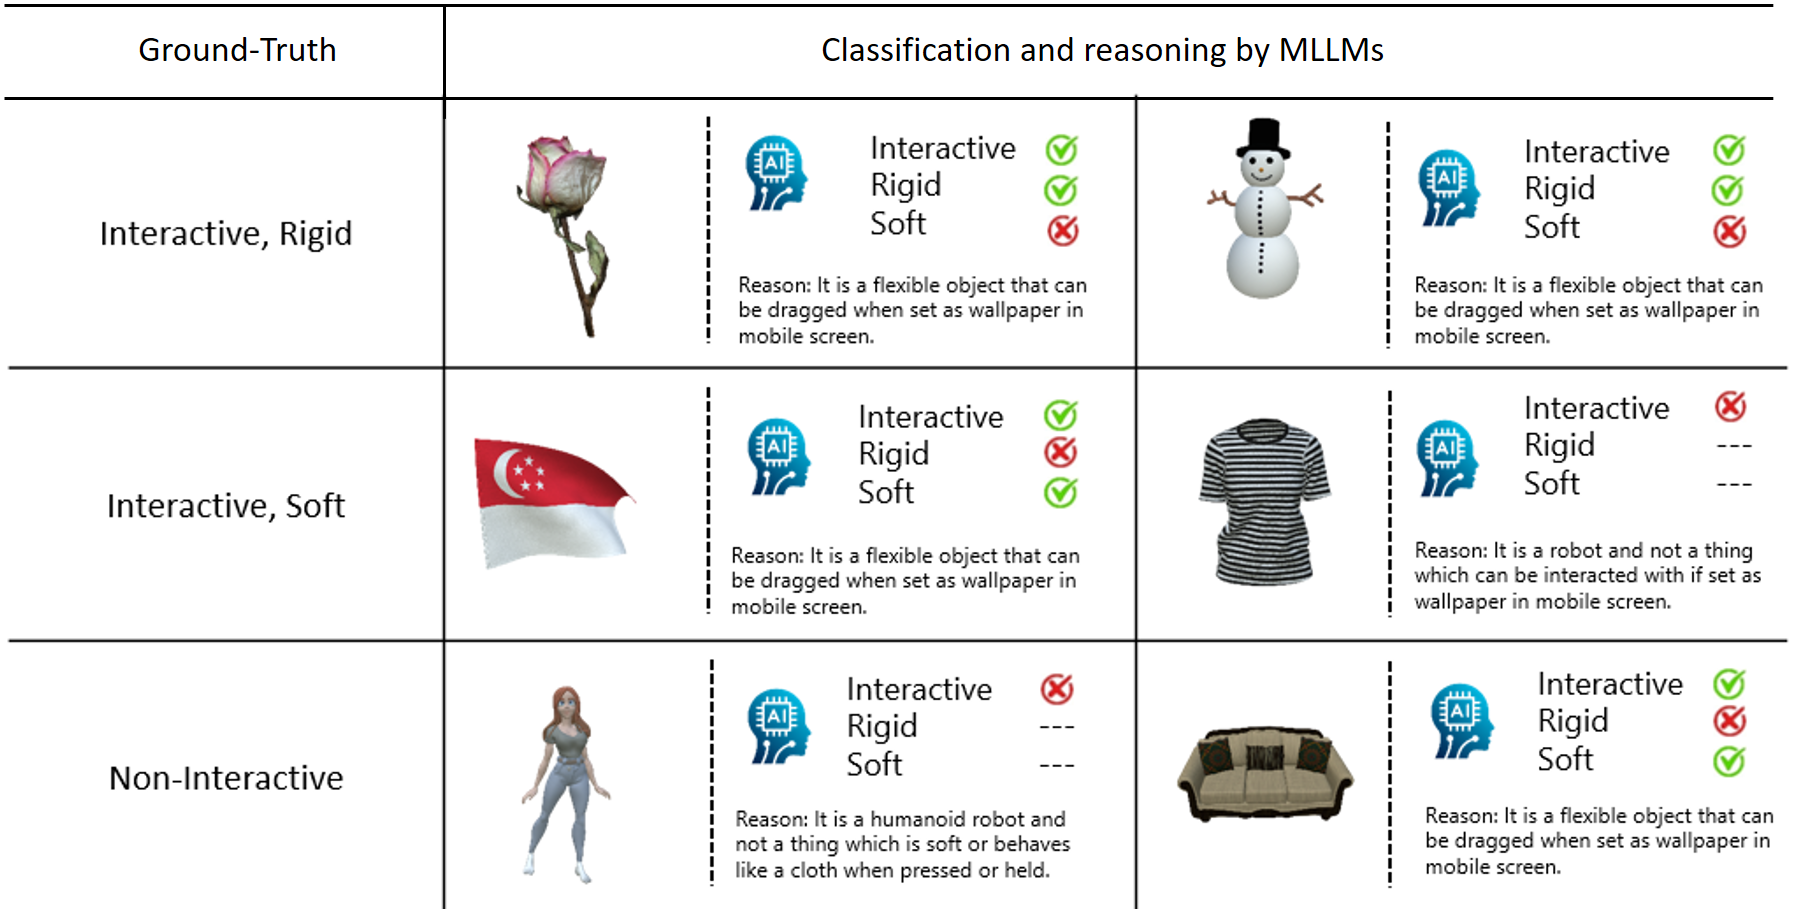 Ground-Truth
Classification and reasoning by MLLMs
Interactive, Rigid
AI
Interactive
Rigid
Soft
Reason: It is a flexible object that can
be dragged when set as wallpaper in
mobile screen.
AI
Interactive
Rigid
Soft
Reason: It is a flexible object that can
be dragged when set as wallpaper in
mobile screen.
Interactive, Soft
AI
Interactive
Rigid
Soft
Reason: It is a flexible object that can
be dragged when set as wallpaper in
mobile screen.
AI
Interactive
Rigid ---
Soft ---
Reason: It is a robot and not a thing
which can be interacted with if set as
wallpaper in mobile screen.
Non-Interactive
AI
Interactive
Rigid ---
Soft ---
Reason: It is a humanoid robot and
not a thing which is soft or behaves
like a cloth when pressed or held.
AI
Interactive
Rigid
Soft
Reason: It is a flexible object that can
be dragged when set as wallpaper in
mobile screen.